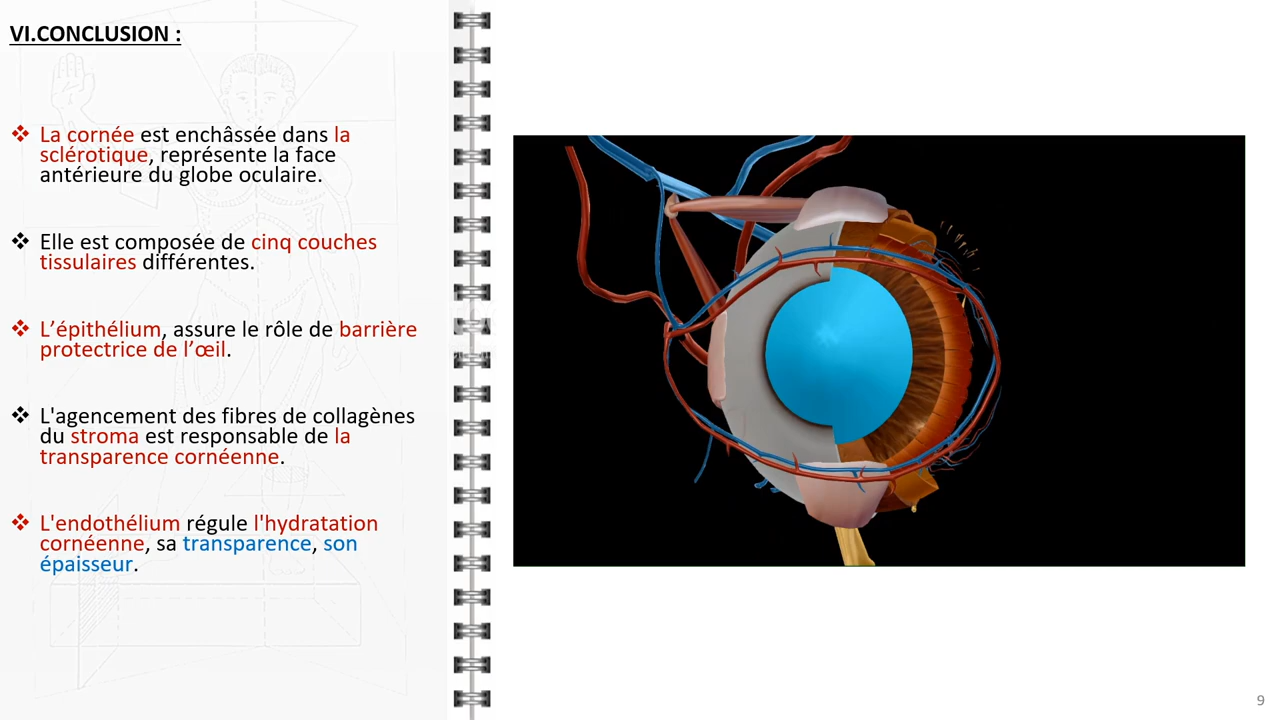 VI.CONCLUSION :
❖ La cornée est enchâssée dans la
sclérotique, représente la face
antérieure du globe oculaire.
❖ Elle est composée de cinq couches
tissulaires différentes.
❖ L’épithélium, assure le rôle de barrière
protectrice de l’œil.
❖ L'agencement des fibres de collagènes
du stroma est responsable de la
transparence cornéenne.
❖ L'endothélium régule l'hydratation
cornéenne, sa transparence, son
épaisseur.
9